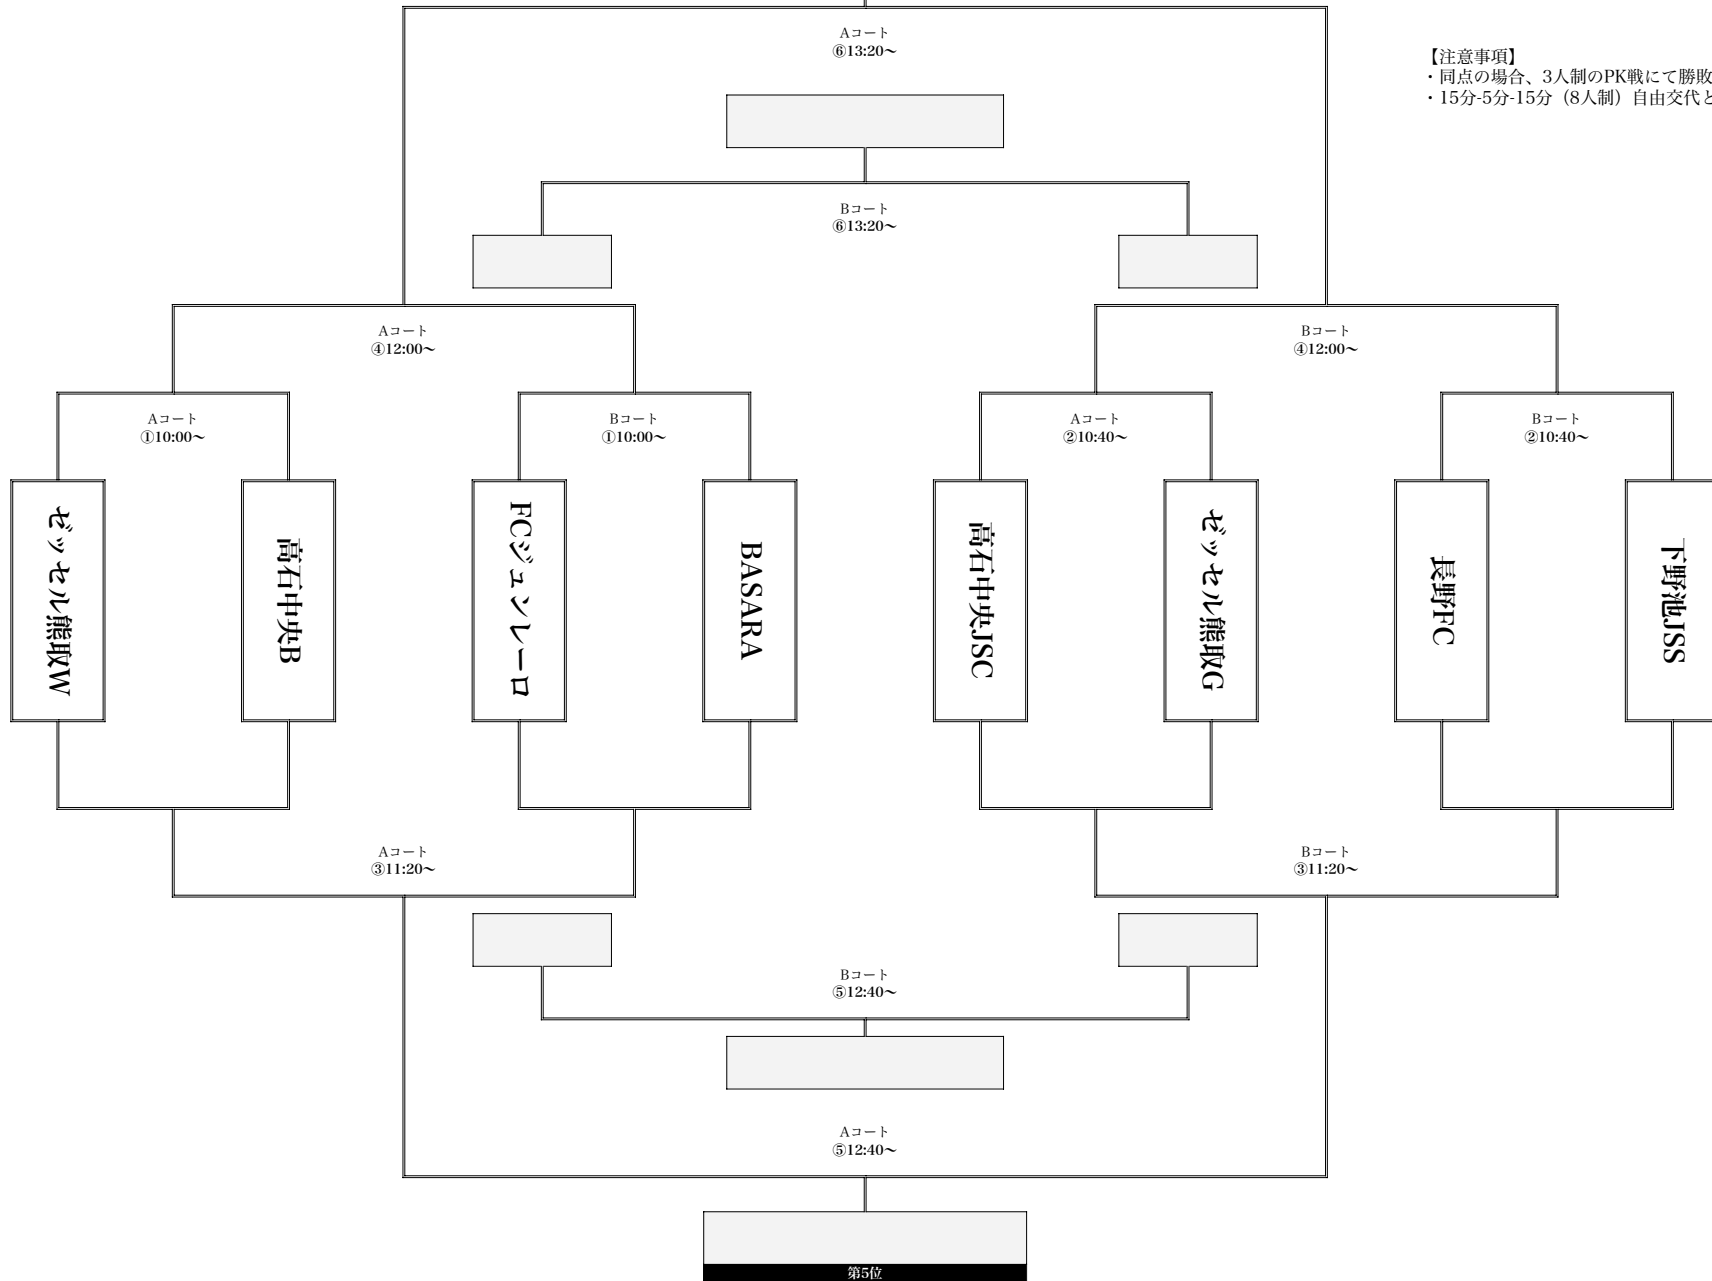 Aコート
⑥13:20〜
【注意事項】
・同点の場合、3人制のPK戦にて勝敗
・15分-5分-15分（8人制）自由交代と
Bコート
⑥13:20〜
Aコート
④12:00〜
Bコート
④12:00〜
Aコート
①10:00〜
Bコート
①10:00〜
Aコート
②10:40〜
Bコート
②10:40〜
ゼッセル熊取W
高石中央B
FCジュンレーロ
BASARA
高石中央JSC
ゼッセル熊取G
長野FC
下野池JSS
Aコート
③11:20〜
Bコート
③11:20〜
Bコート
⑤12:40〜
Aコート
⑤12:40〜
第5位